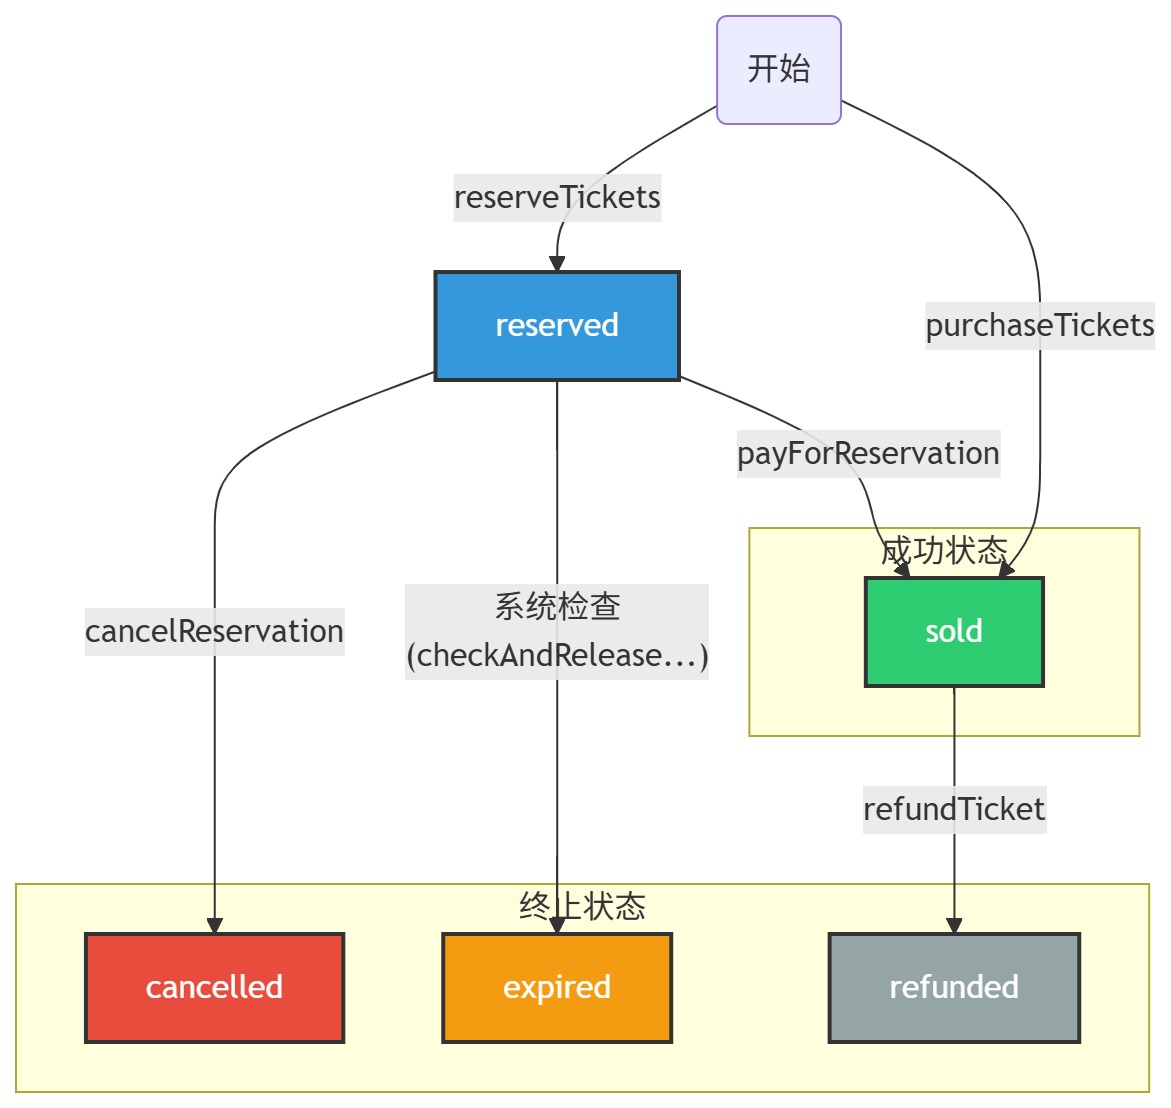 开始
reserveTickets
reserved
purchaseTickets
payForReservation
成功状态
系统检查
(checkAndRelease...)
cancelReservation
sold
refundTicket
终止状态
cancelled
expired
refunded